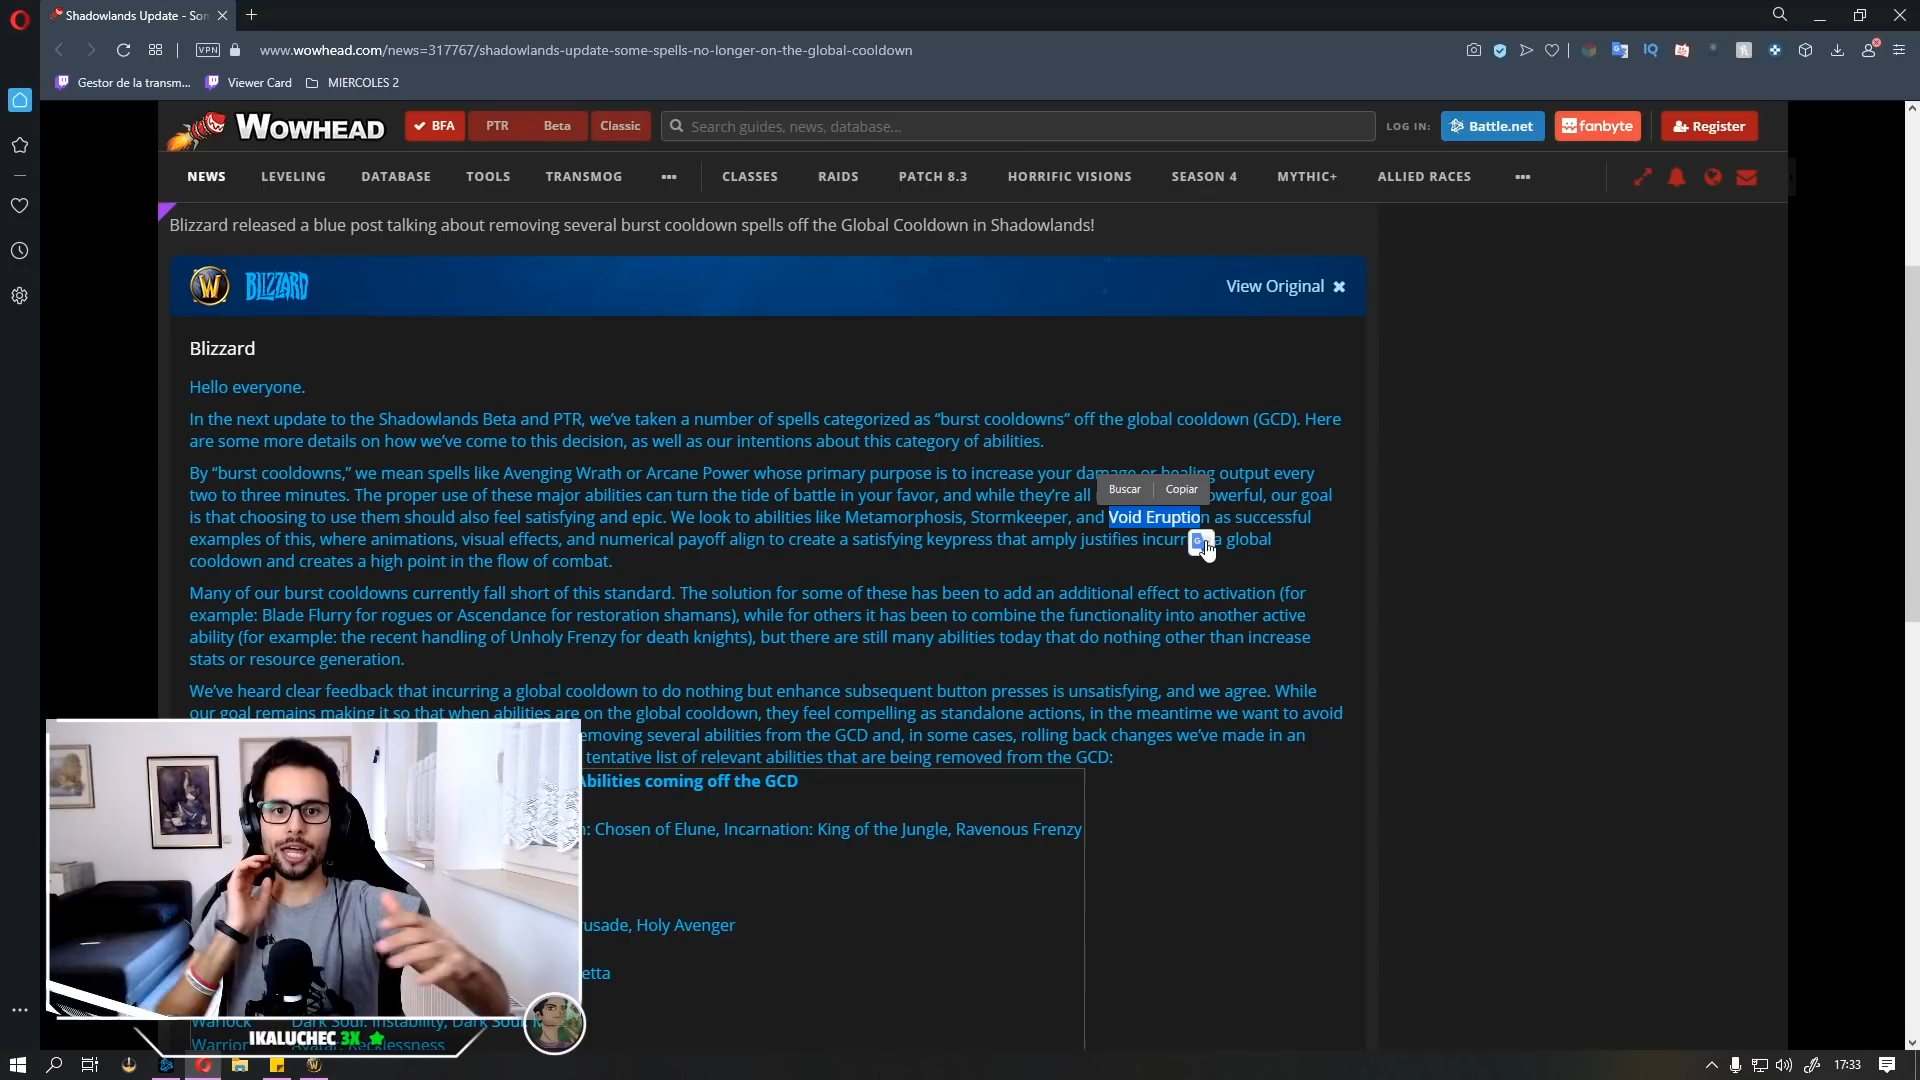 Shadowlands Update - Son
VPN
www.wowhead.com/news=317767/shadowlands-update-some-spells-no-longer-on-the-global-cooldown
IQ
Gestor de la transm...
Viewer Card
MIERCOLES 2
WOWHEAD
BFA
PTR
Beta
Classic
Search guides, news, database...
LOG IN:
Battle.net
fanbyte
Register
NEWS
LEVELING
DATABASE
TOOLS
TRANSMOG
CLASSES
RAIDS
PATCH 8.3
HORRIFIC VISIONS
SEASON 4
MYTHIC+
ALLIED RACES
Blizzard released a blue post talking about removing several burst cooldown spells off the Global Cooldown in Shadowlands!
W
BLIZZARD
View Original
Blizzard
Hello everyone.
In the next update to the Shadowlands Beta and PTR, we've taken a number of spells categorized as “burst cooldowns” off the global cooldown (GCD). Here
are some more details on how we've come to this decision, as well as our intentions about this category of abilities.
By “burst cooldowns,” we mean spells like Avenging Wrath or Arcane Power whose primary purpose is to increase your damage or healing output every
two to three minutes. The proper use of these major abilities can turn the tide of battle in your favor, and while they're all owerful, our goal
Buscar
Copiar
is that choosing to use them should also feel satisfying and epic. We look to abilities like Metamorphosis, Stormkeeper, and Void Eruption as successful
examples of this, where animations, visual effects, and numerical payoff align to create a satisfying keypress that amply justifies incurr a global
cooldown and creates a high point in the flow of combat.
Many of our burst cooldowns currently fall short of this standard. The solution for some of these has been to add an additional effect to activation (for
example: Blade Flurry for rogues or Ascendance for restoration shamans), while for others it has been to combine the functionality into another active
ability (for example: the recent handling of Unholy Frenzy for death knights), but there are still many abilities today that do nothing other than increase
stats or resource generation.
We've heard clear feedback that incurring a global cooldown to do nothing but enhance subsequent button presses is unsatisfying, and we agree. While
our goal remains making it so that when abilities are on the global cooldown, they feel compelling as standalone actions, in the meantime we want to avoid
emoving several abilities from the GCD and, in some cases, rolling back changes we've made in an
tentative list of relevant abilities that are being removed from the GCD:
Abilities coming off the GCD
n: Chosen of Elune, Incarnation: King of the Jungle, Ravenous Frenzy
usade, Holy Avenger
etta
Warlock Dark Soul: Instability, Dark Soul: M
Warrior Avatar, Recklessness
IKALUCHEC 3X
17:33